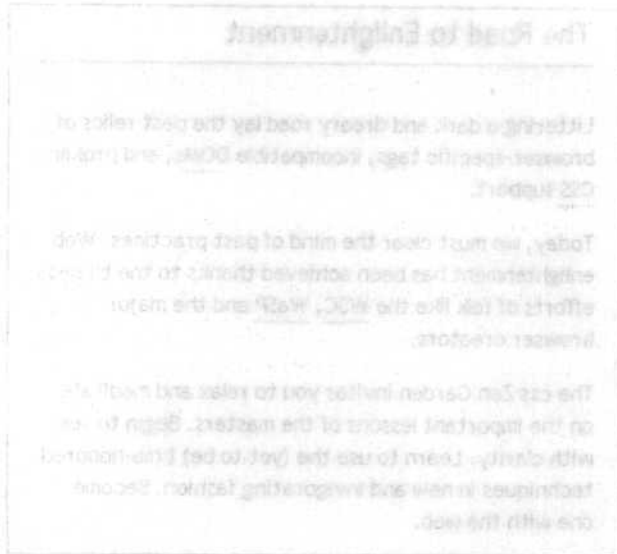 The Road to Enlightenment
Littering a dark and dreary road lay the past relics of
browser-specific tags, incompatible DOMs, and
CSS support.
Today, we must clear the mind of past practices. Web
enlightenment has been achieved thanks to the
efforts of folk like the W3C, WaSP and the major
browser creators.
The css Zen Garden invites you to relax and meditate
on the important lessons of the masters. Begin to
with clarity. Learn to use the (yet to be) time-honored
techniques in new and invigorating fashion. Become
one with the web.